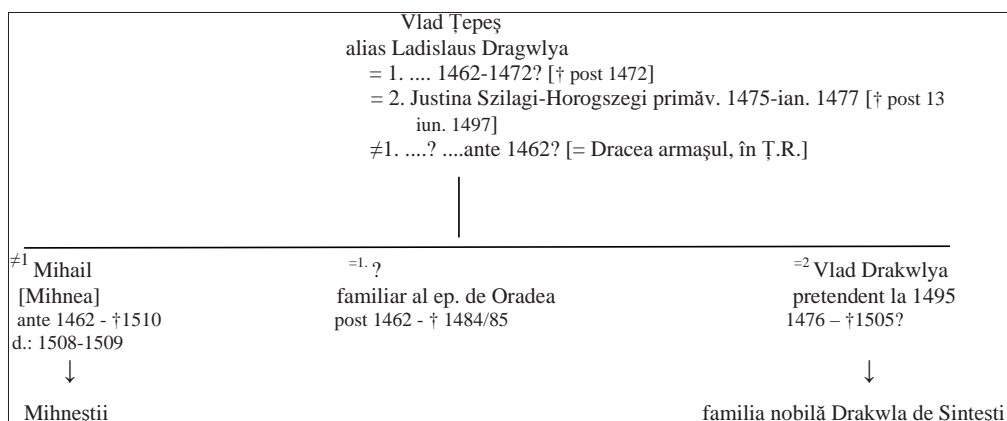 Vlad Țepeș
alias Ladislaus Dragwlya
= 1. .... 1462-1472? [† post 1472]
= 2. Justina Szilagi-Horogszegi primăv. 1475-ian. 1477 [† post 13
iun. 1497]
≠1. ....? ....ante 1462? [= Dracea armașul, în Ț.R.]
≠1 Mihail
[Mihnea]
ante 1462 - †1510
d.: 1508-1509
↓
Mihneștii
=1. ?
familiar al ep. de Oradea
post 1462 - † 1484/85
=2 Vlad Drakwlya
pretendent la 1495
1476 – †1505?
↓
familia nobilă Drakwla de Sintești